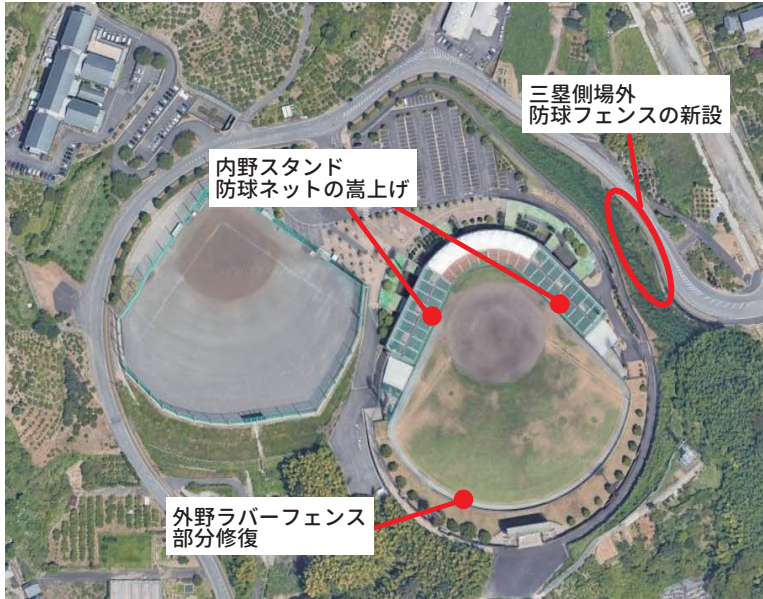 三塁側場外
防球フェンスの新設
内野スタンド
防球ネットの嵩上げ
外野ラバーフェンス
部分修復